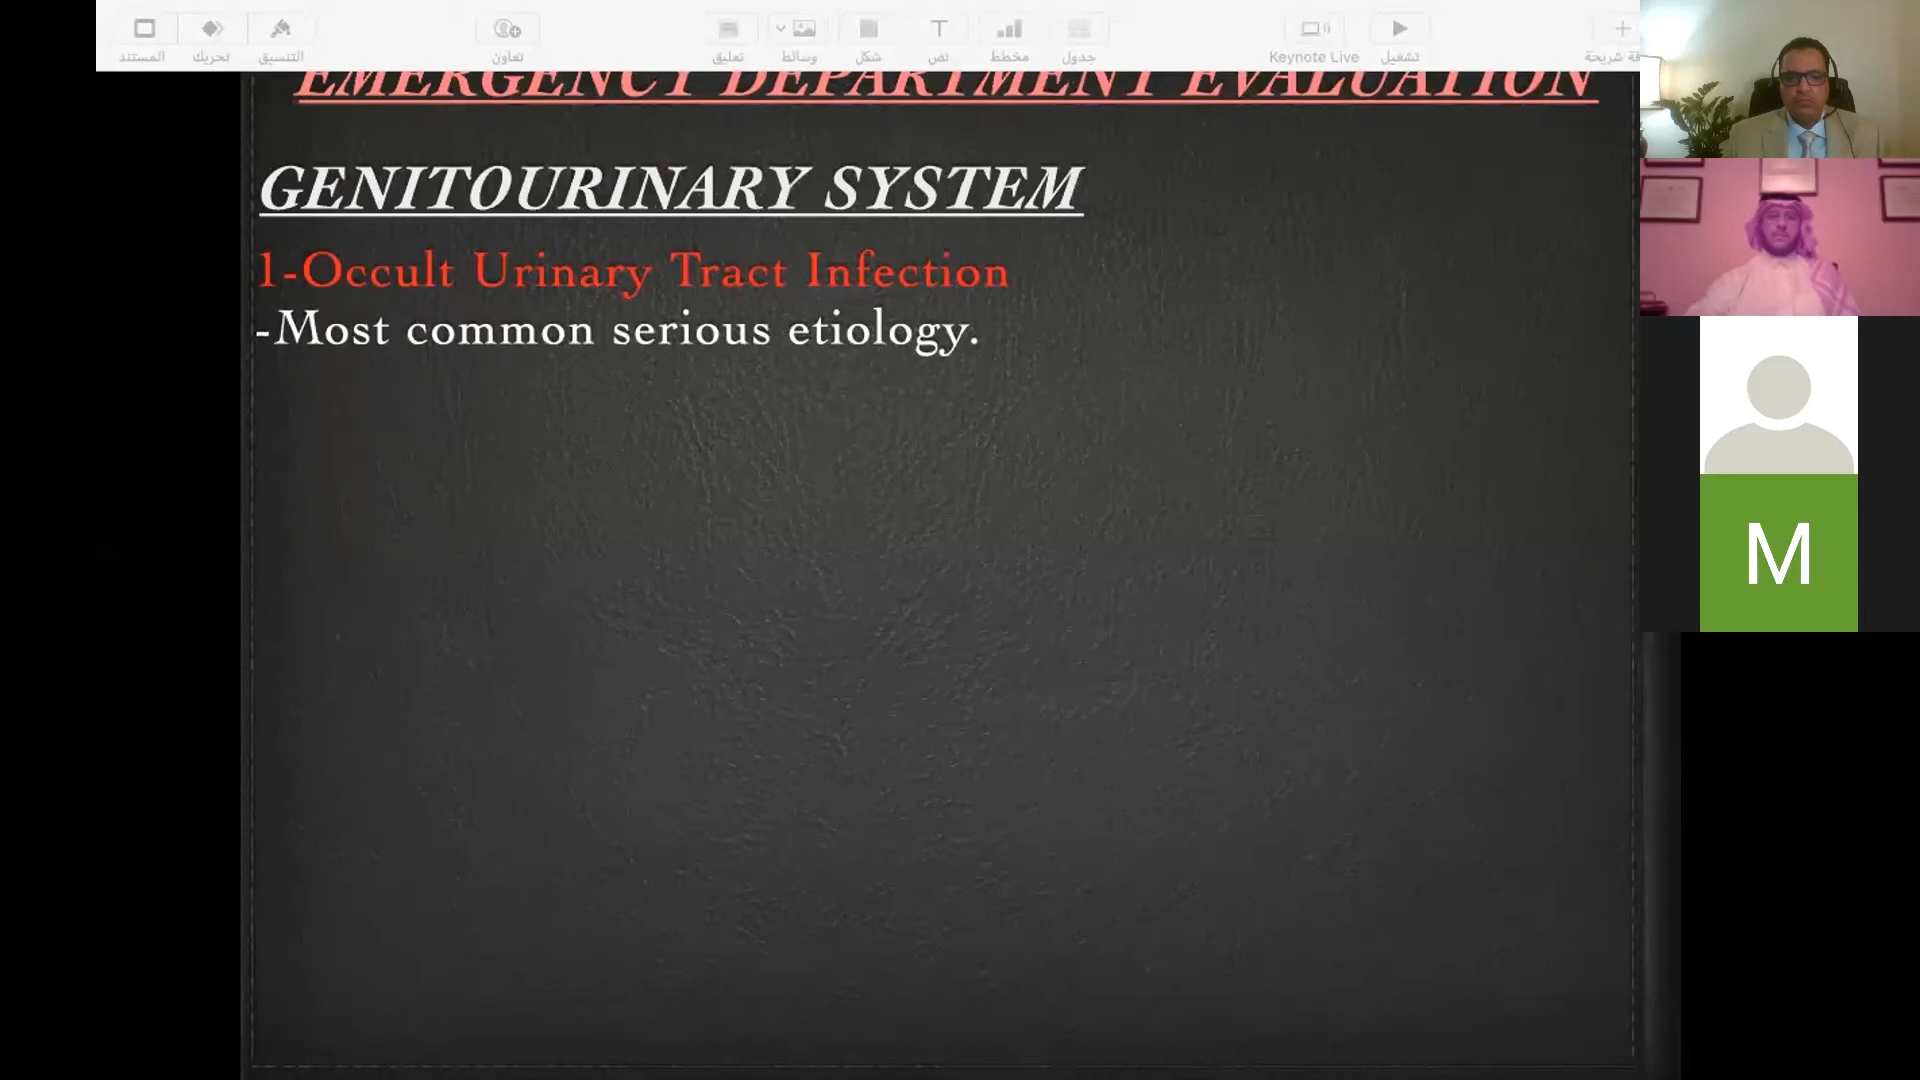 المستند
تحريك
التنسيق
تعاون
تعليق
وسائط
شكل
نص
مخطط
جدول
Keynote Live
تشغيل
شريحة
EMERGENCY DEPARTMENT EVALUATION
GENITOURINARY SYSTEM
1-Occult Urinary Tract Infection
-Most common serious etiology.
M